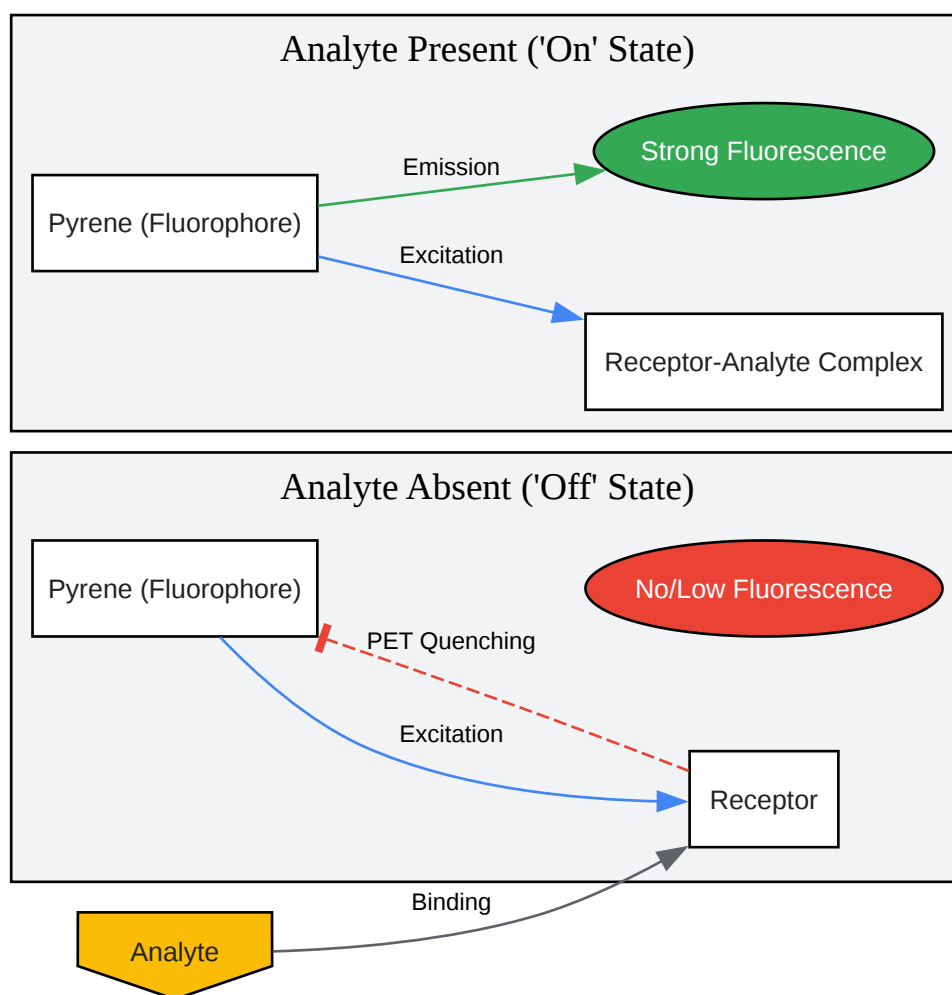 Analyte Present ('On' State)
Strong Fluorescence
Emission
Pyrene (Fluorophore)
Excitation
Receptor-Analyte Complex
Analyte Absent ('Off' State)
Pyrene (Fluorophore)
No/Low Fluorescence
PET Quenching
Excitation
Receptor
Binding
Analyte